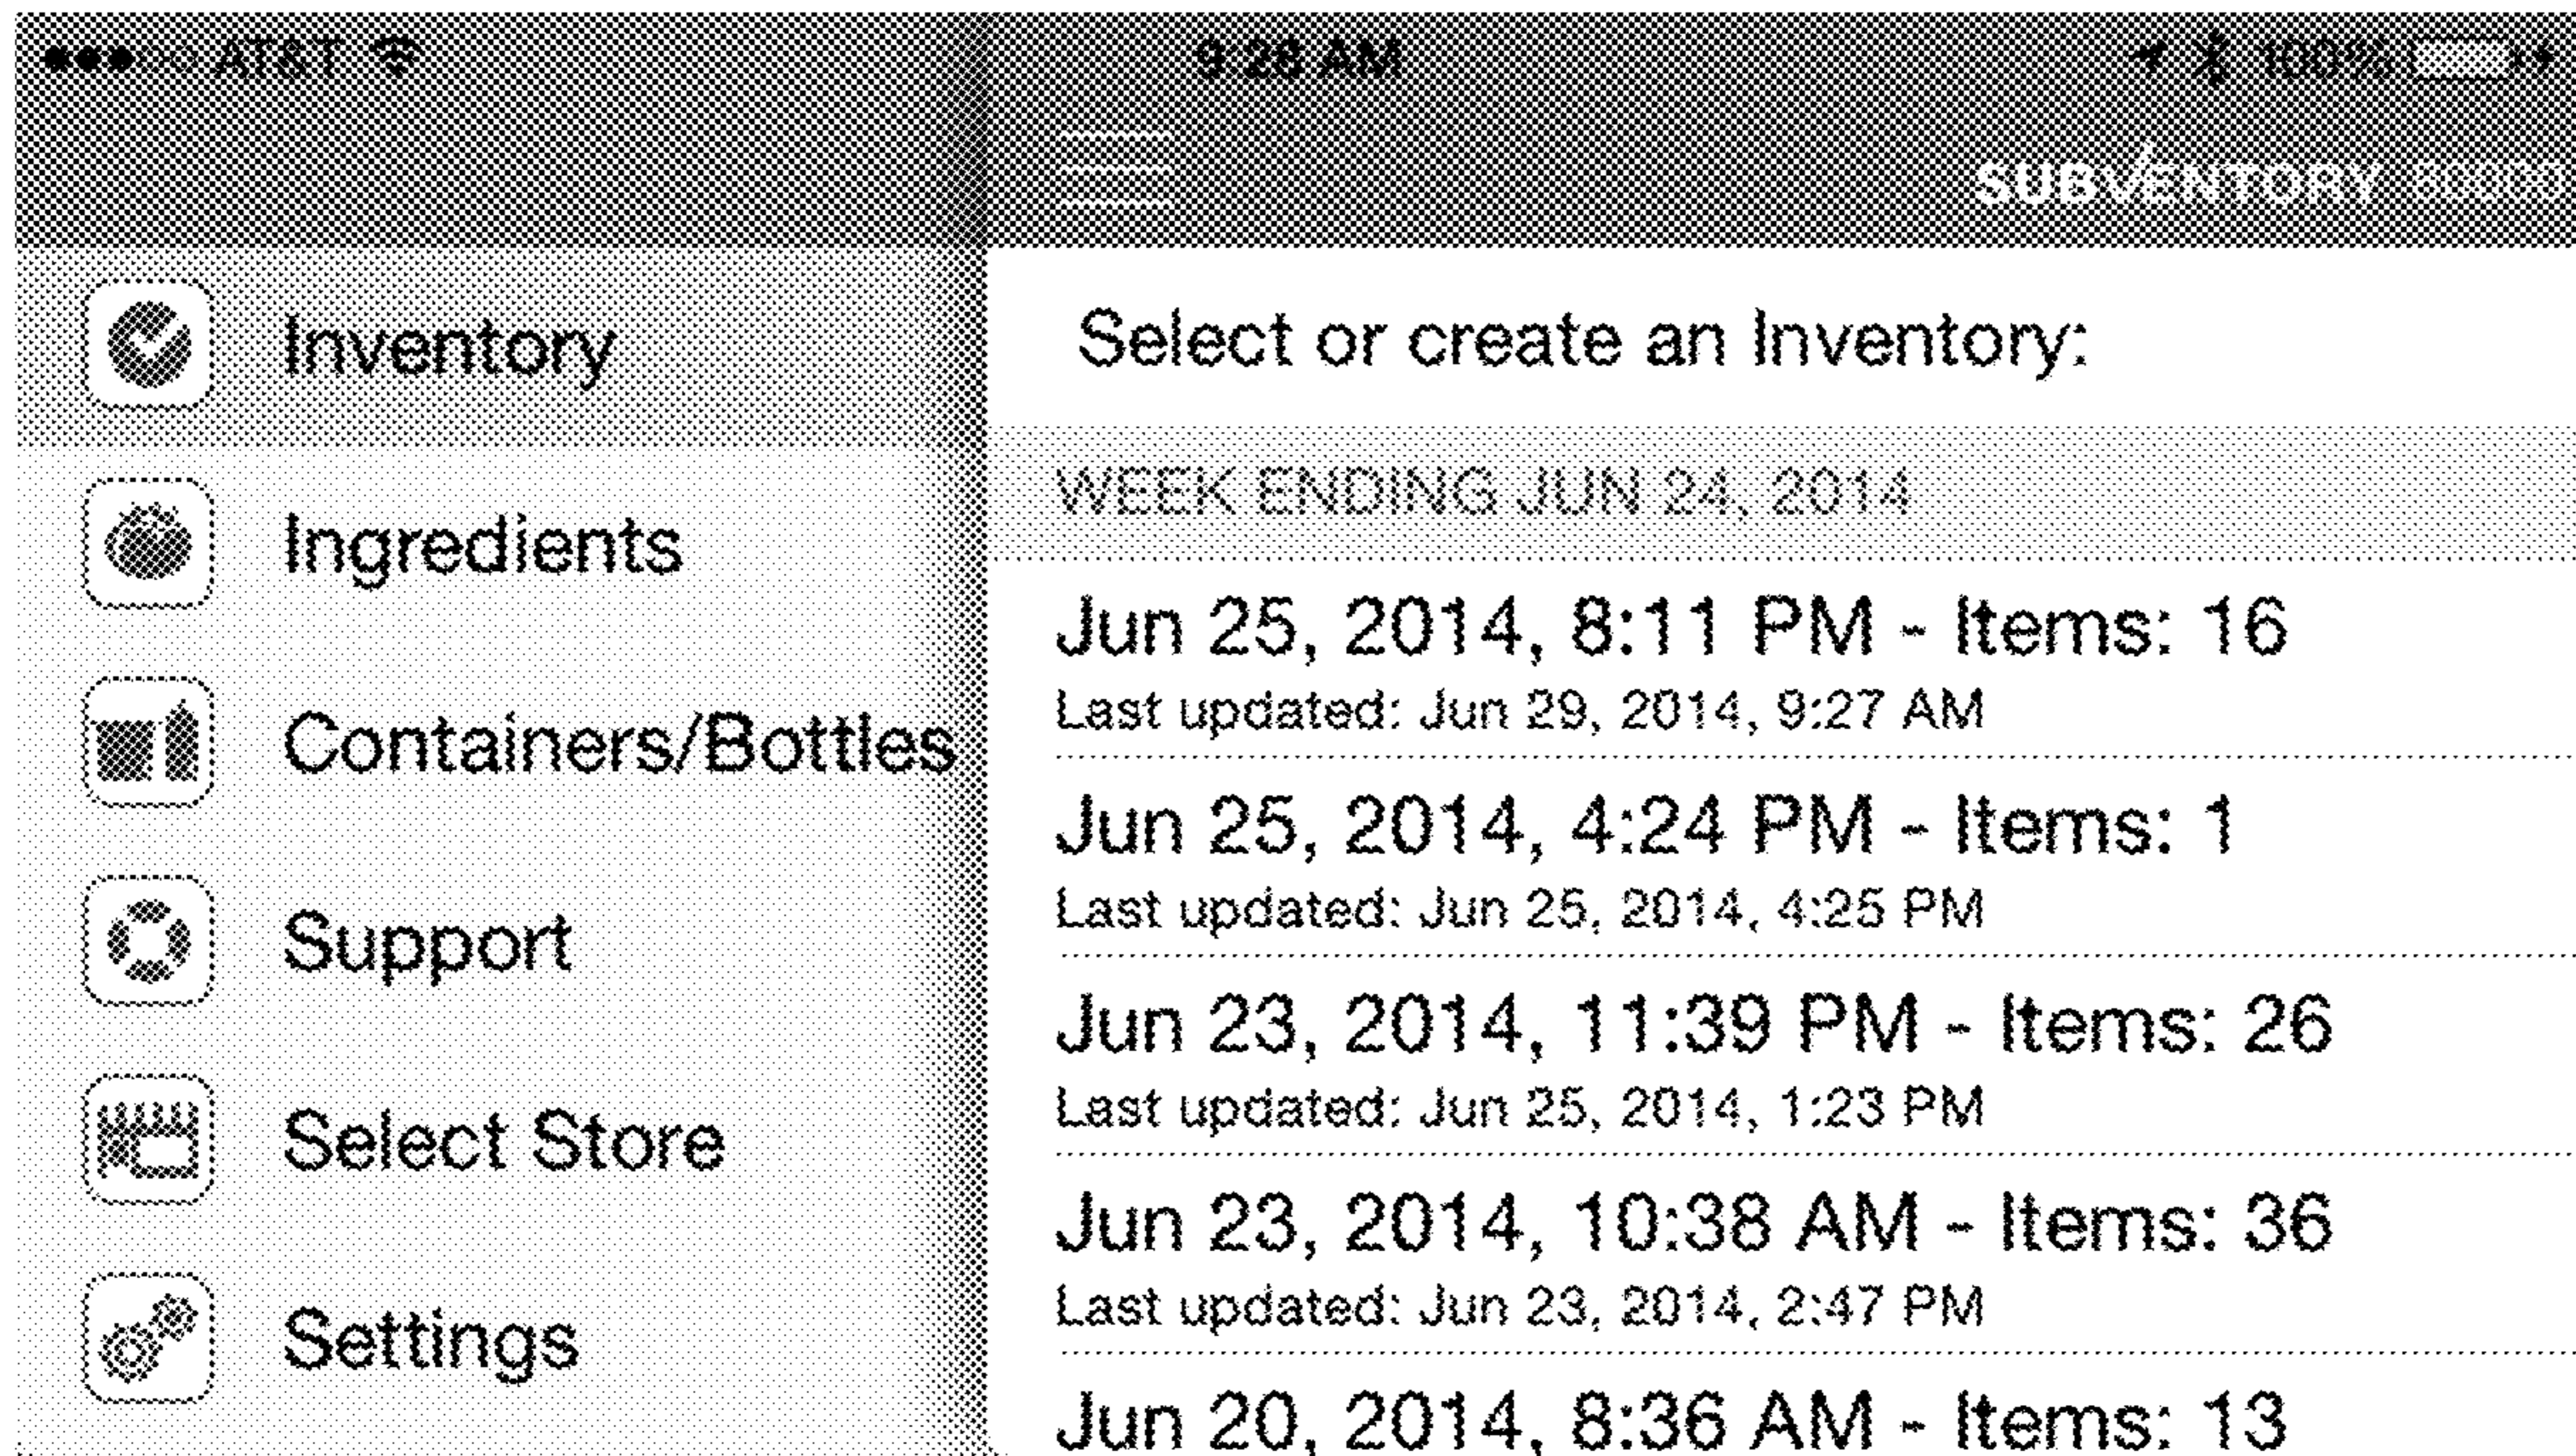 AT&T 9:28 AM 100%
SUBVENTORY
Inventory
Ingredients
Containers/Bottles
Support
Select Store
Settings
Select or create an Inventory:
WEEK ENDING JUN 24, 2014
Jun 25, 2014, 8:11 PM - Items: 16
Last updated: Jun 29, 2014, 9:27 AM
Jun 25, 2014, 4:24 PM - Items: 1
Last updated: Jun 25, 2014, 4:25 PM
Jun 23, 2014, 11:39 PM - Items: 26
Last updated: Jun 25, 2014, 1:23 PM
Jun 23, 2014, 10:38 AM - Items: 36
Last updated: Jun 23, 2014, 2:47 PM
Jun 20, 2014, 8:36 AM - Items: 13